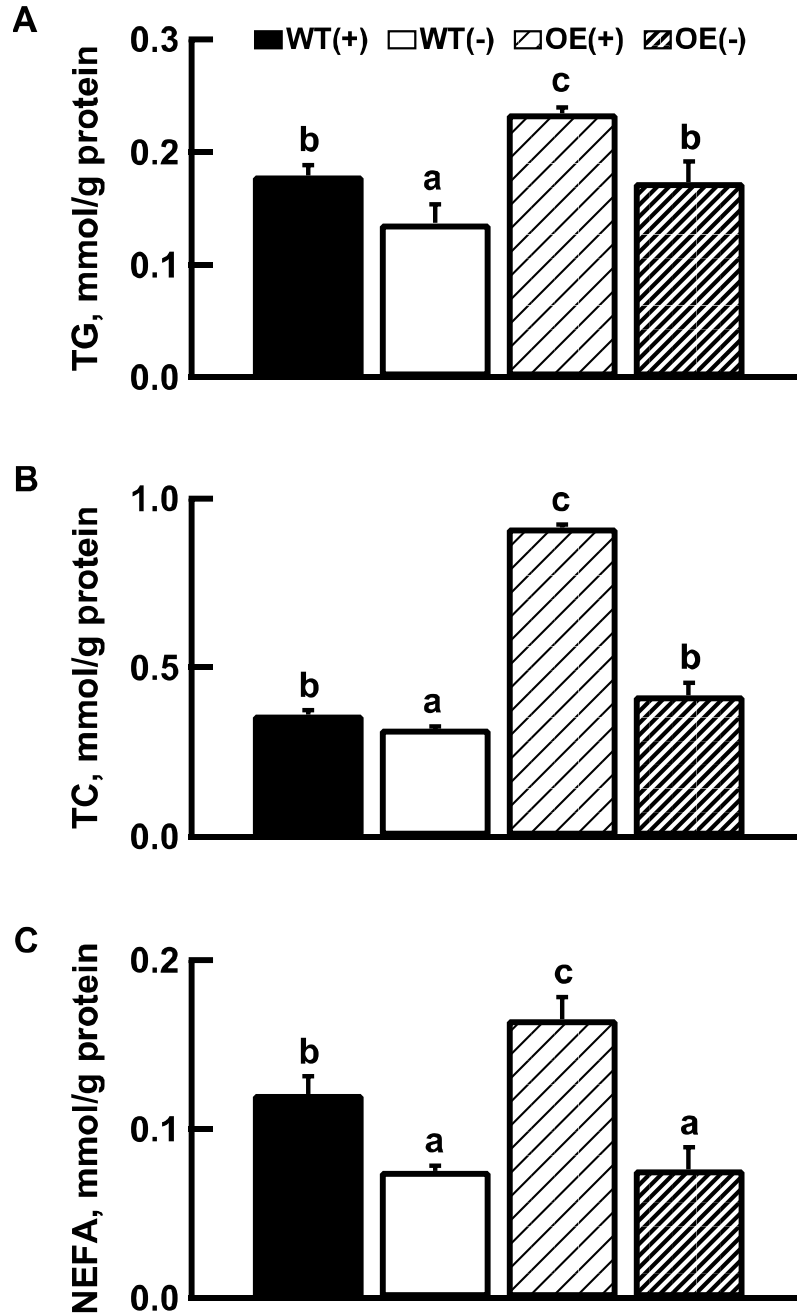 A
WT(+) WT(-) OE(+) OE(-)
TG, mmol/g protein
0.3
0.2
0.1
0.0
b
a
c
b
B
TC, mmol/g protein
1.0
0.5
0.0
b
a
c
b
C
NEFA, mmol/g protein
0.2
0.1
0.0
b
a
c
a